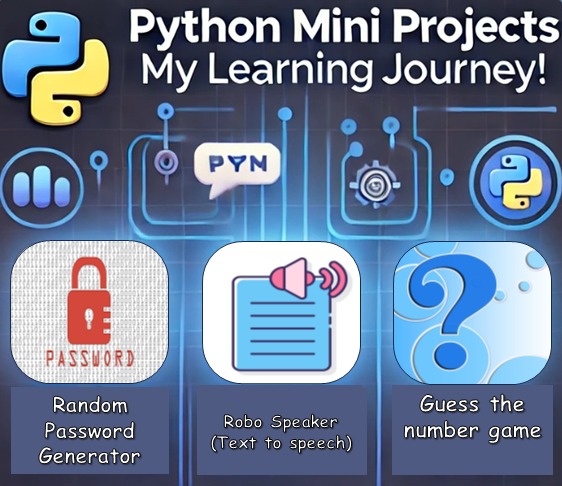 Python Mini Projects
My Learning Journey!
PYN
PASSWORD
Random
Password
Generator
Robo Speaker
(Text to speech)
Guess the
number game